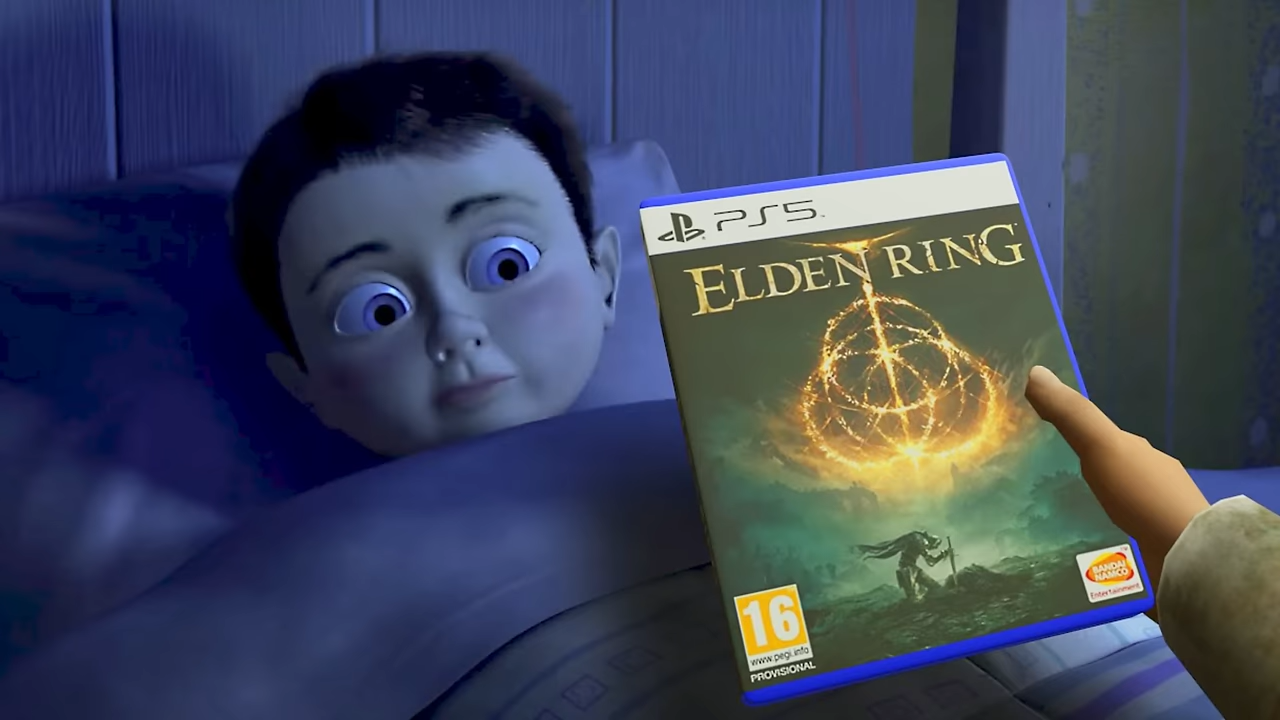 PS5
ELDEN RING
16
www.pegi.info
PROVISIONAL
BANDAI
NAMCO
Entertainment